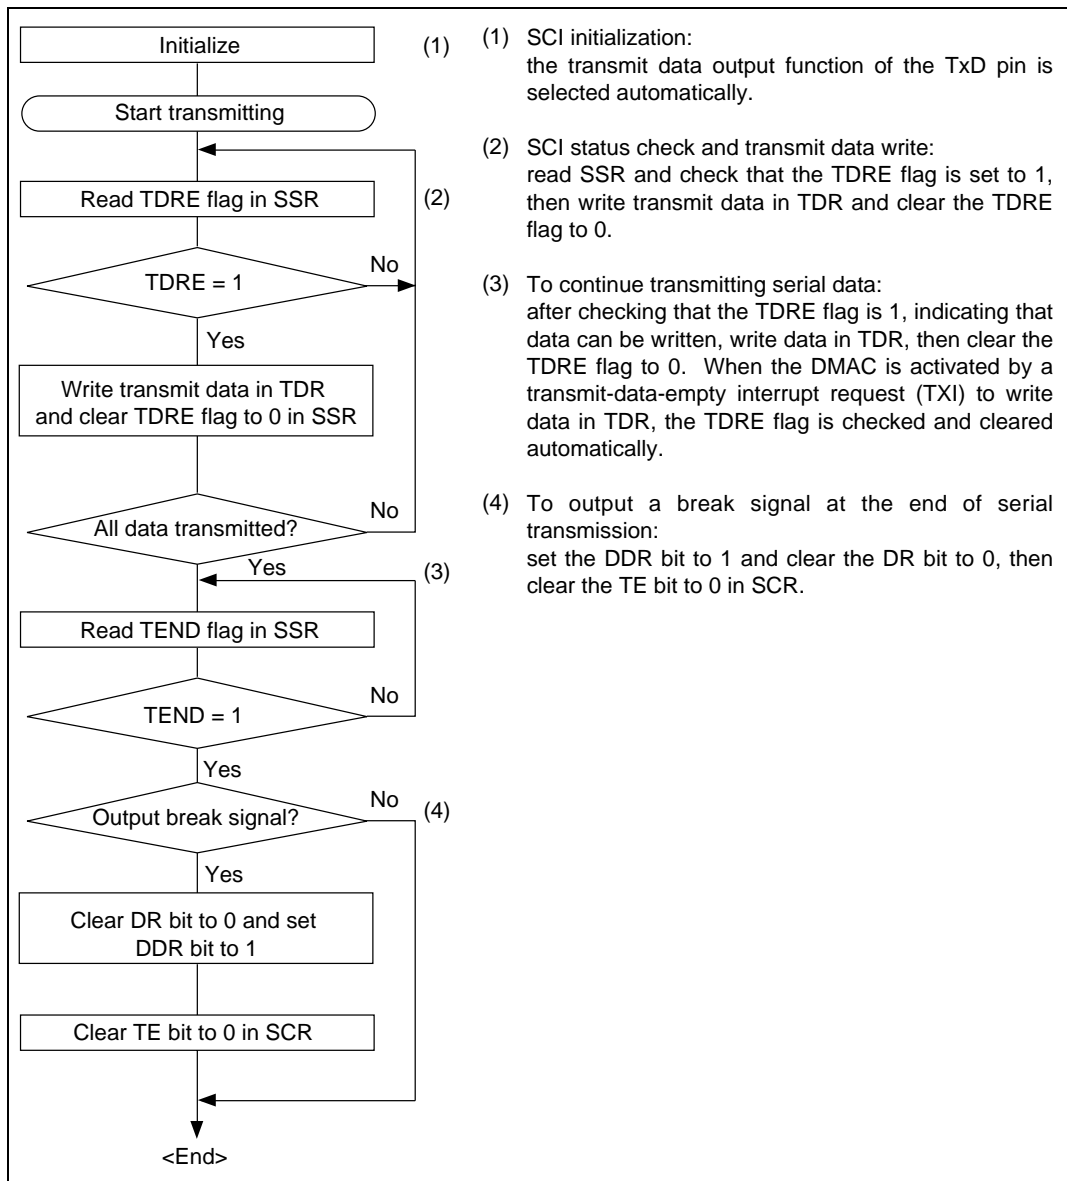 Initialize
(1)
Start transmitting
Read TDRE flag in SSR
(2)
TDRE = 1
No
Yes
Write transmit data in TDR
and clear TDRE flag to 0 in SSR
All data transmitted?
No
Yes
(3)
Read TEND flag in SSR
TEND = 1
No
Yes
Output break signal?
No
(4)
Yes
Clear DR bit to 0 and set
DDR bit to 1
Clear TE bit to 0 in SCR
<End>
(1) SCI initialization:
the transmit data output function of the TxD pin is
selected automatically.
(2) SCI status check and transmit data write:
read SSR and check that the TDRE flag is set to 1,
then write transmit data in TDR and clear the TDRE
flag to 0.
(3) To continue transmitting serial data:
after checking that the TDRE flag is 1, indicating that
data can be written, write data in TDR, then clear the
TDRE flag to 0. When the DMAC is activated by a
transmit-data-empty interrupt request (TXI) to write
data in TDR, the TDRE flag is checked and cleared
automatically.
(4) To output a break signal at the end of serial
transmission:
set the DDR bit to 1 and clear the DR bit to 0, then
clear the TE bit to 0 in SCR.